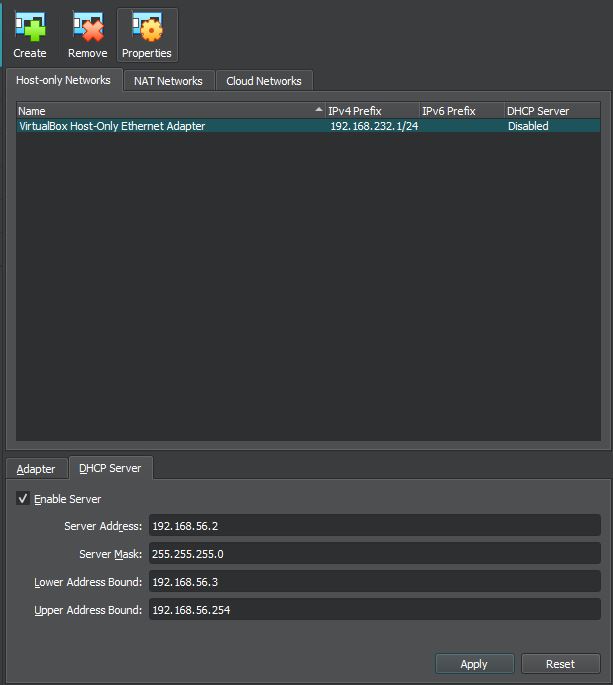 Create Remove Properties
Host-only Networks NAT Networks Cloud Networks
Name IPv4 Prefix IPv6 Prefix DHCP Server
VirtualBox Host-Only Ethernet Adapter 192.168.232.1/24 Disabled
Adapter DHCP Server
Enable Server
Server Address: 192.168.56.2
Server Mask: 255.255.255.0
Lower Address Bound: 192.168.56.3
Upper Address Bound: 192.168.56.254
Apply Reset